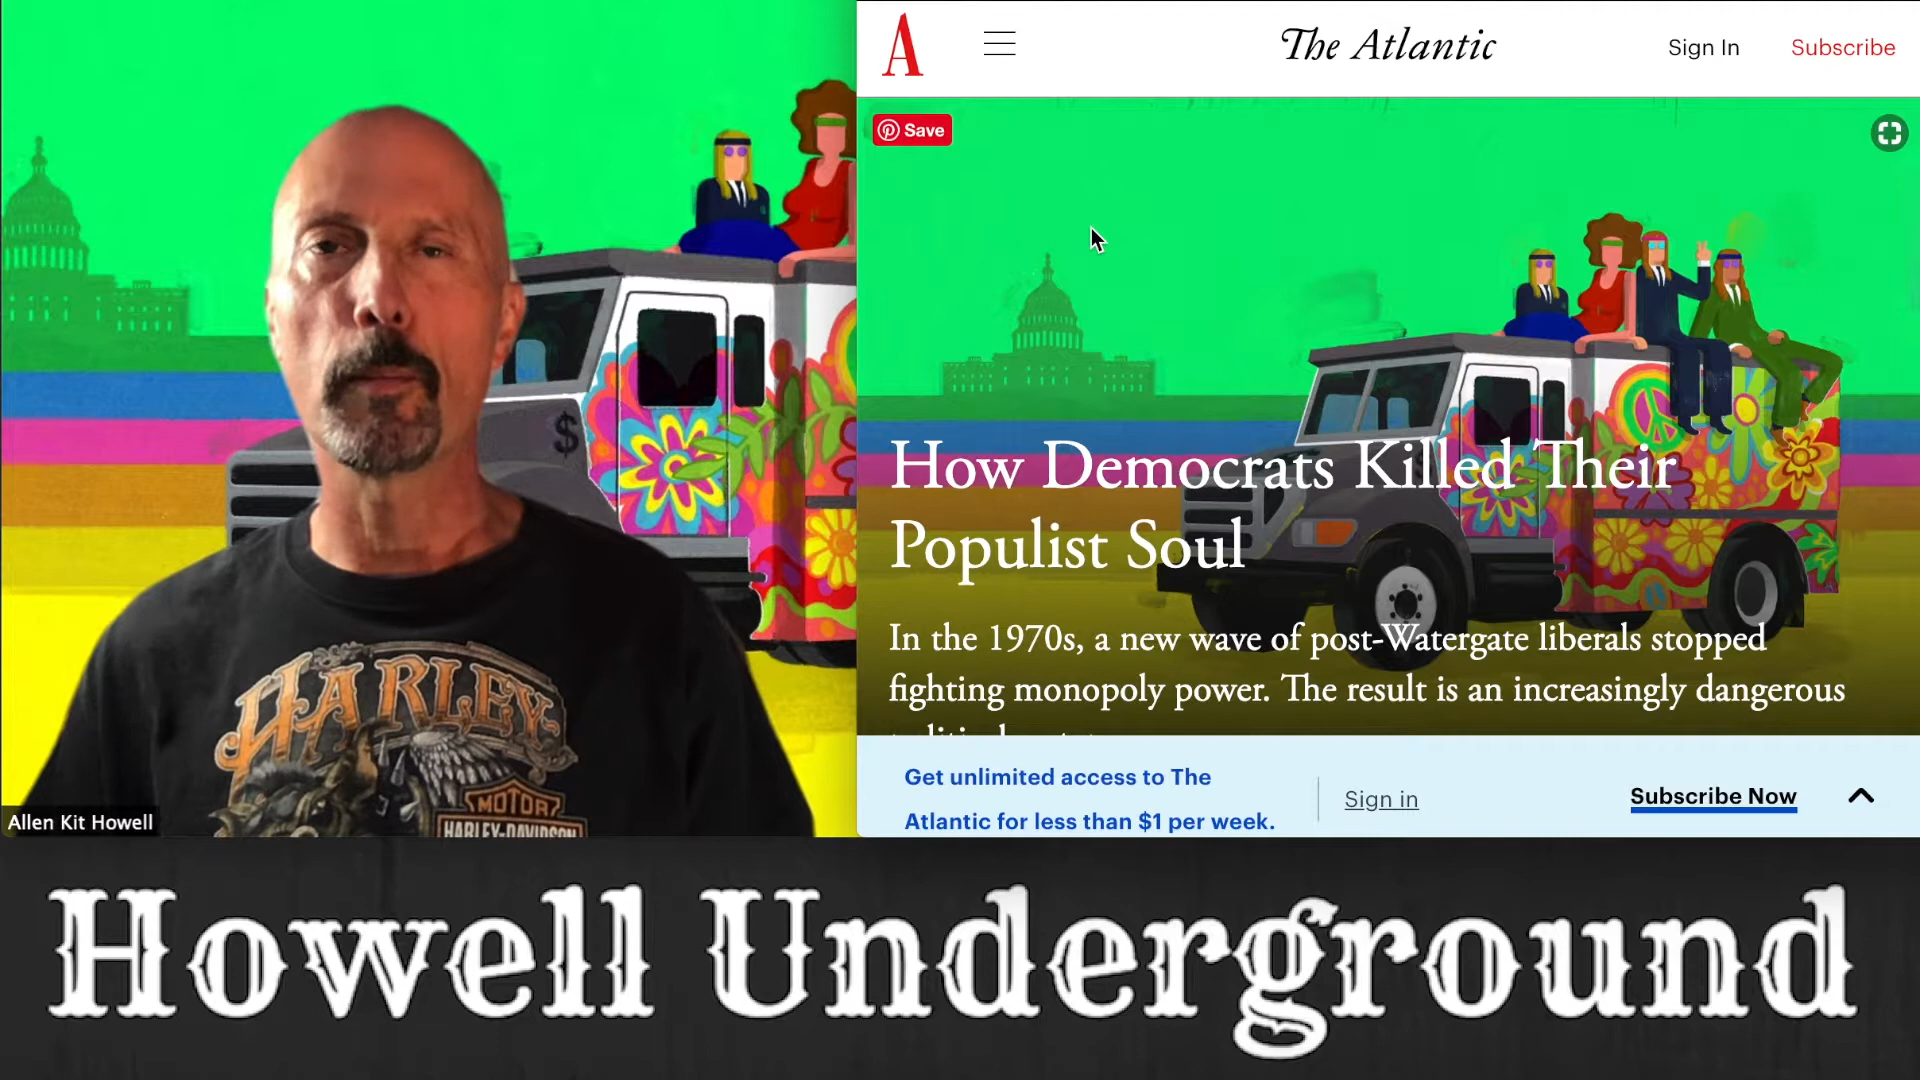 A
The Atlantic
Sign In
Subscribe
Save
$
How Democrats Killed Their
Populist Soul
In the 1970s, a new wave of post-Watergate liberals stopped
fighting monopoly power. The result is an increasingly dangerous
HARLEY
MOTOR
HARLEY-DAVIDSON
Allen Kit Howell
Get unlimited access to The
Atlantic for less than $1 per week.
Sign in
Subscribe Now
Howell Underground